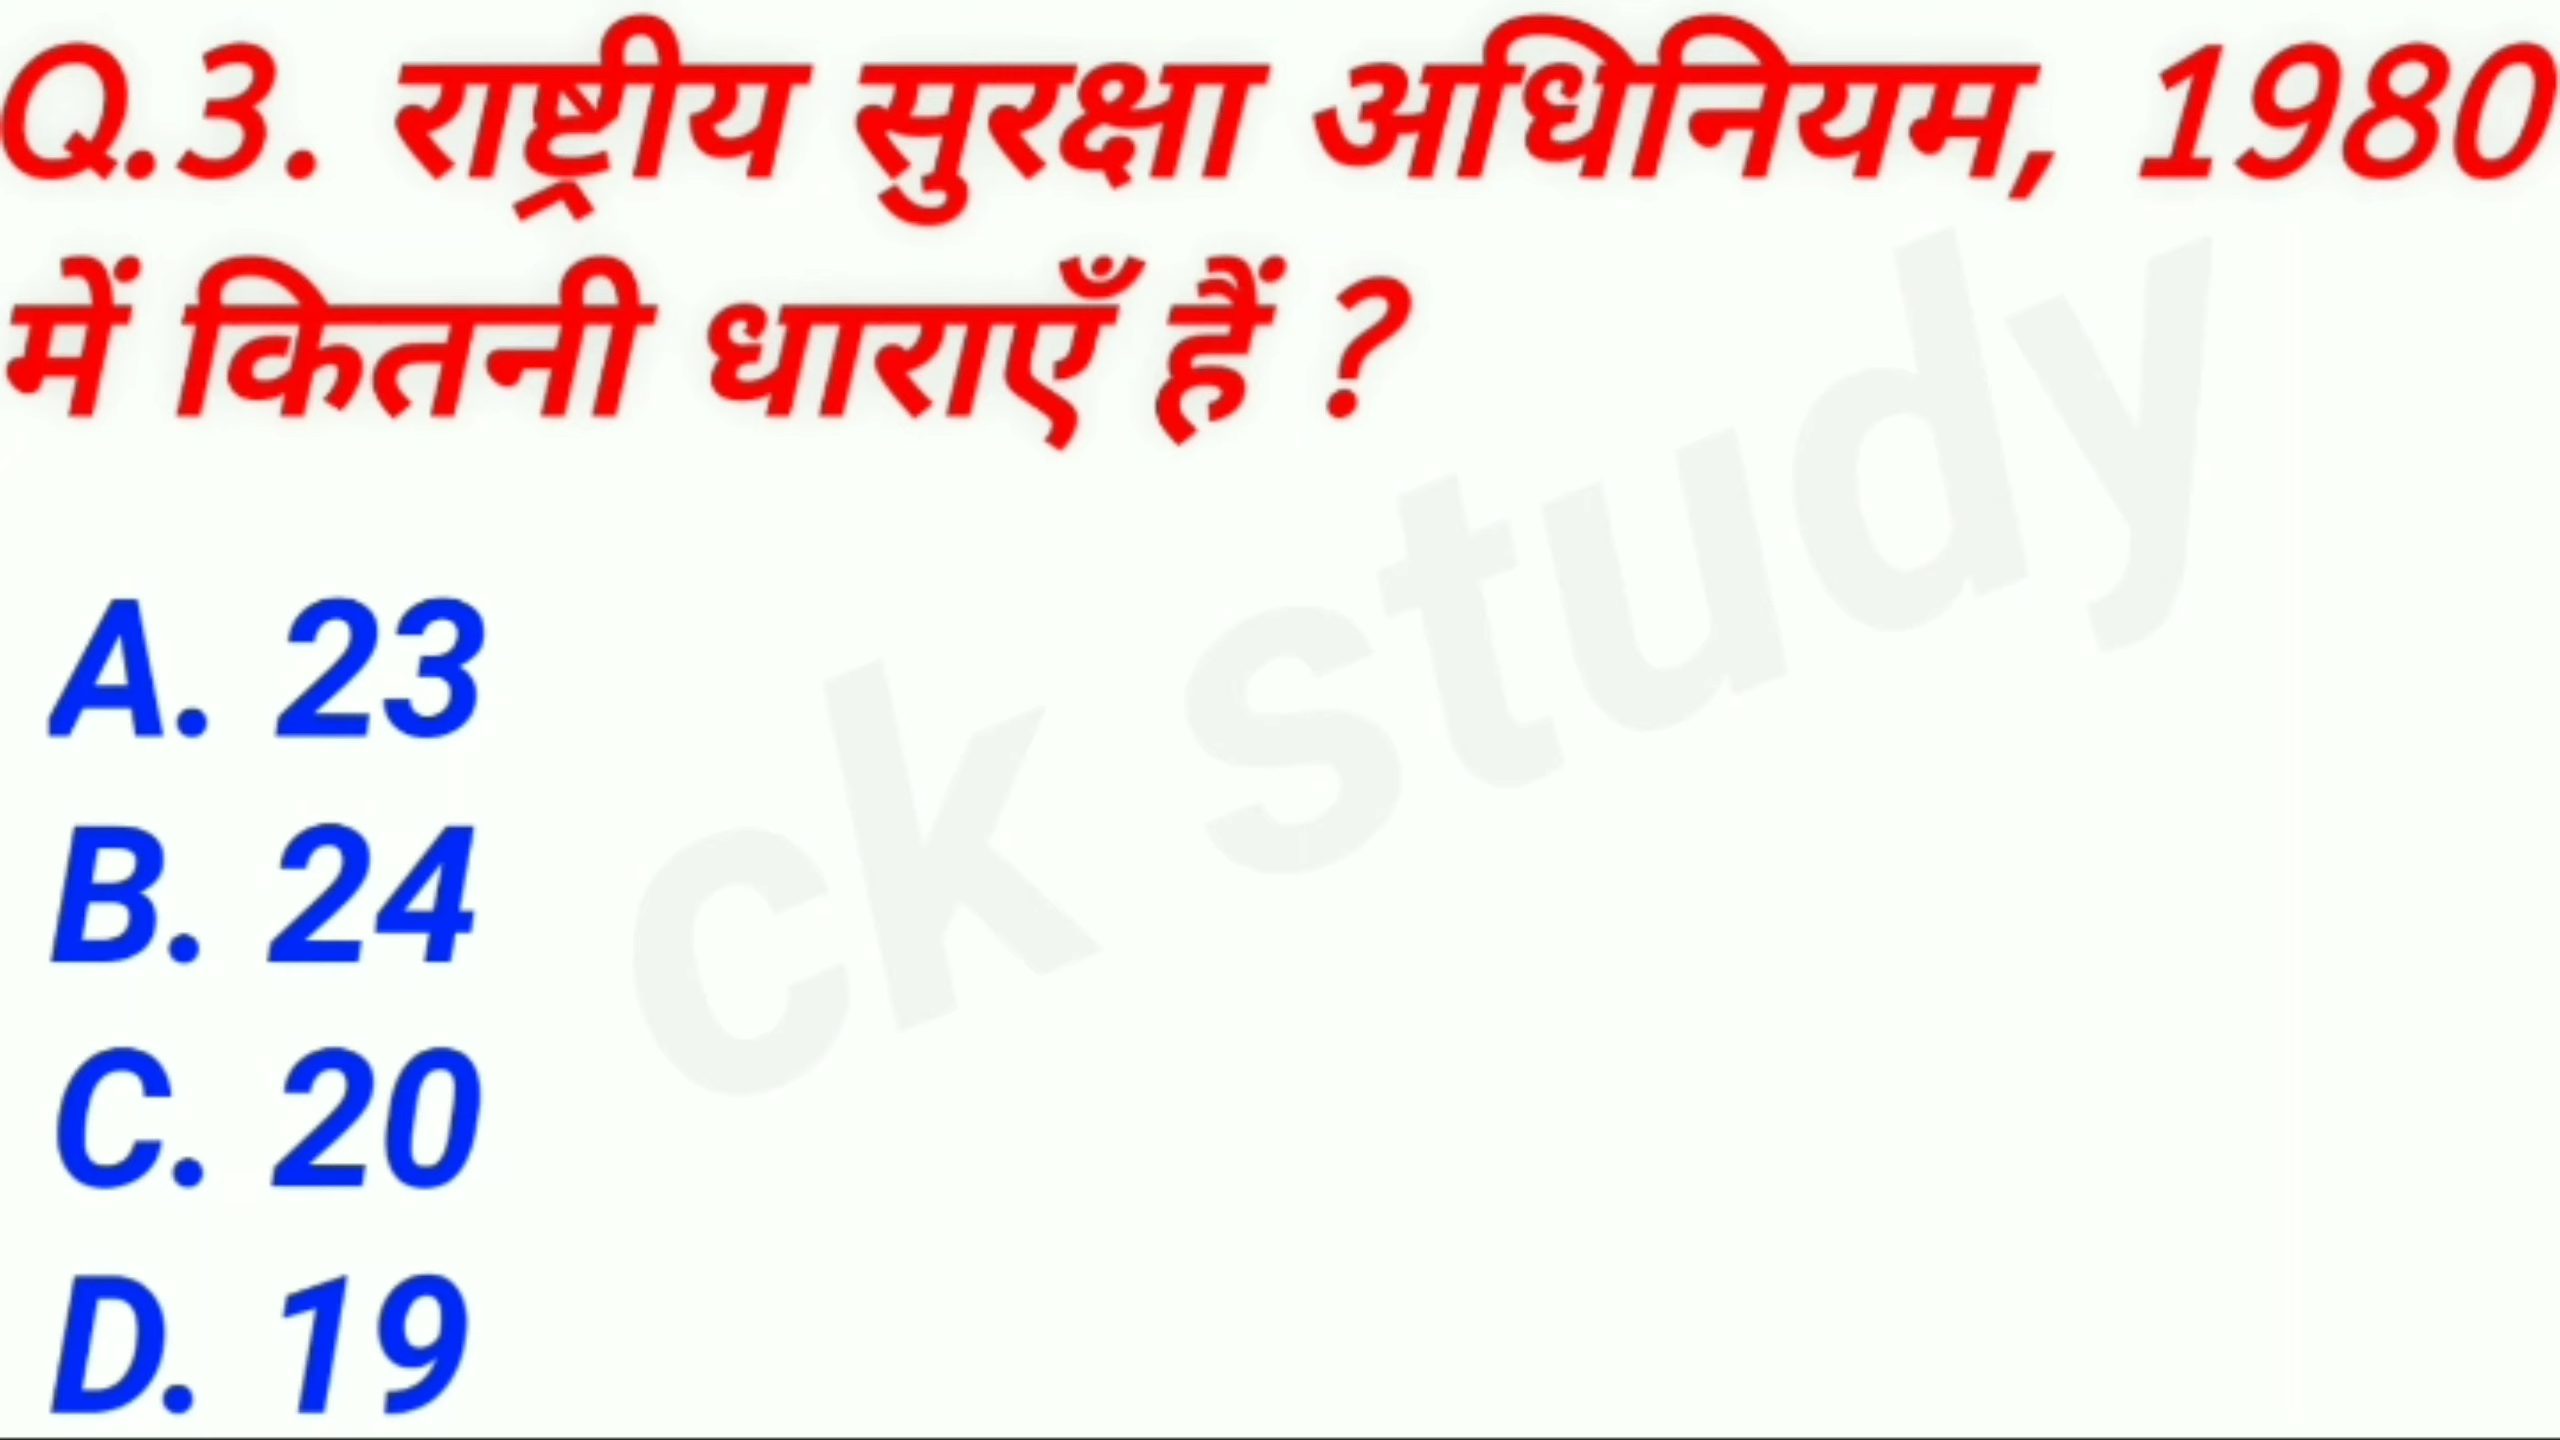 Q.3. राष्ट्रीय सुरक्षा अधिनियम, 1980
में कितनी धाराएँ हैं ?
A. 23
B. 24
C. 20
D. 19
ck study